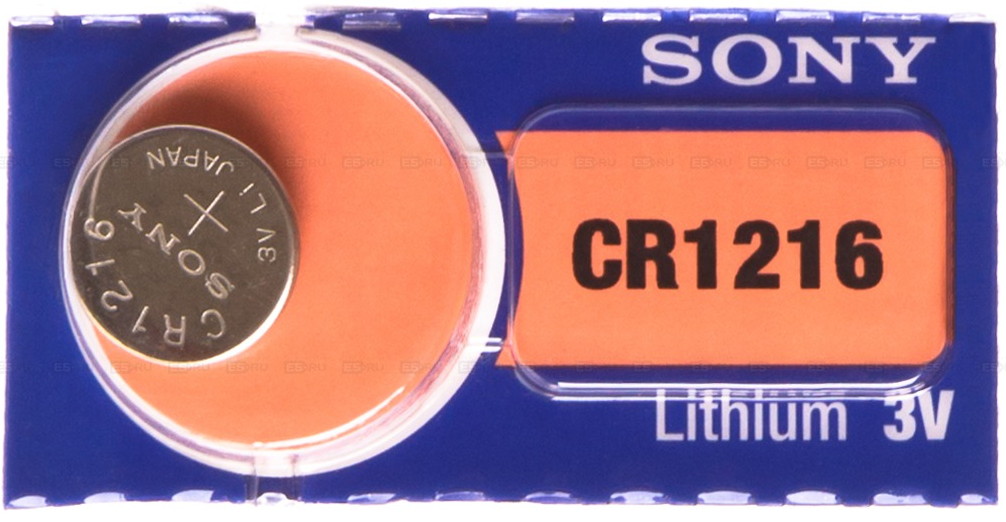 SONY
CR1216
Lithium 3V
JAPAN
3V Li
+
SONY
CR1216